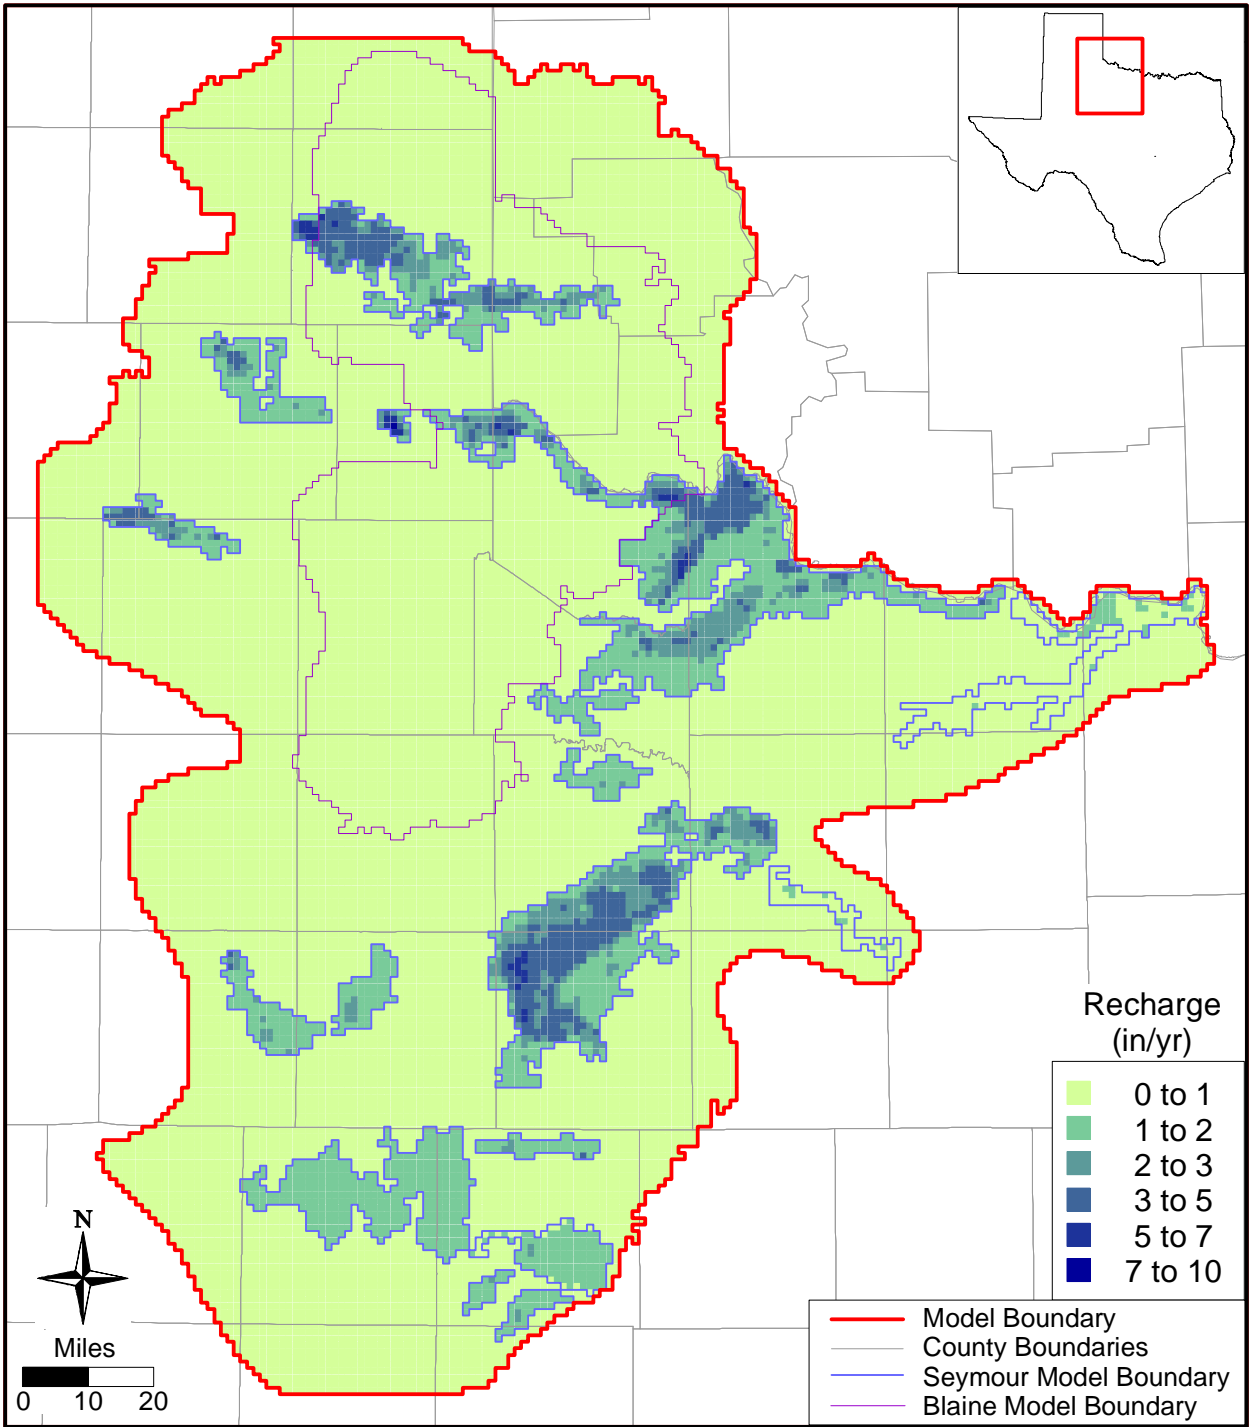 Recharge
(in/yr)
0 to 1
1 to 2
2 to 3
3 to 5
5 to 7
7 to 10
N
Miles
0 10 20
Model Boundary
County Boundaries
Seymour Model Boundary
Blaine Model Boundary